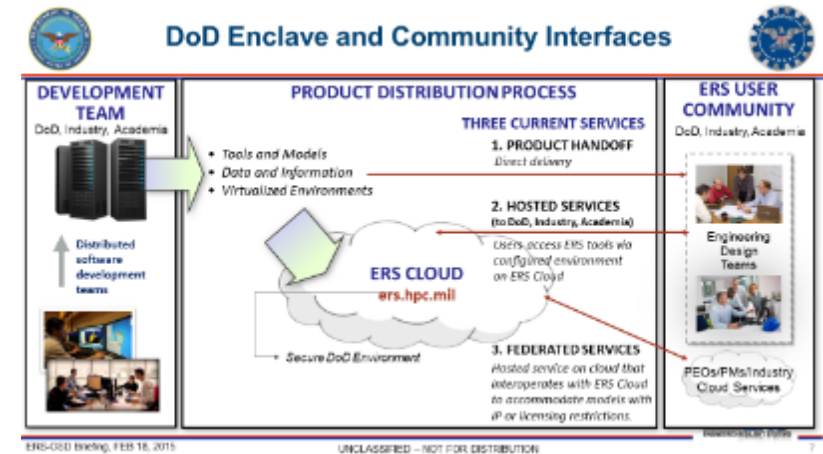 DoD Enclave and Community Interfaces
DEVELOPMENT
TEAM
DoD, Industry, Academia
Distributed
software
development
teams
PRODUCT DISTRIBUTION PROCESS
• Tools and Models
• Data and Information
• Virtualized Environments
ERS CLOUD
ers.hpc.mil
Secure DoD Environment
THREE CURRENT SERVICES
1. PRODUCT HANDOFF
Direct delivery
2. HOSTED SERVICES
(to DoD, Industry, Academia)
Users access ERS tools via
configured environment
on ERS Cloud
3. FEDERATED SERVICES
Hosted service on cloud that
interoperates with ERS Cloud
to accommodate models with
IP or licensing restrictions.
ERS USER
COMMUNITY
DoD, Industry, Academia
Engineering
Design
Teams
PEOs/PMs/Industry
Cloud Services
ERS-OSD Briefing, FEB 18, 2015
UNCLASSIFIED – NOT FOR DISTRIBUTION
7